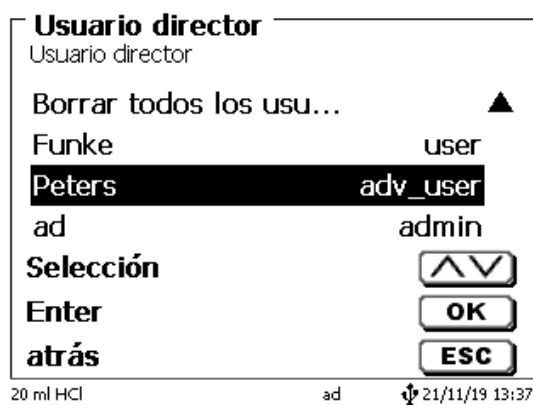 Usuario director
Usuario director
Borrar todos los usu...
Funke user
Peters adv_user
ad admin
Selección
Enter OK
atrás ESC
20 ml HCl ad 21/11/19 13:37